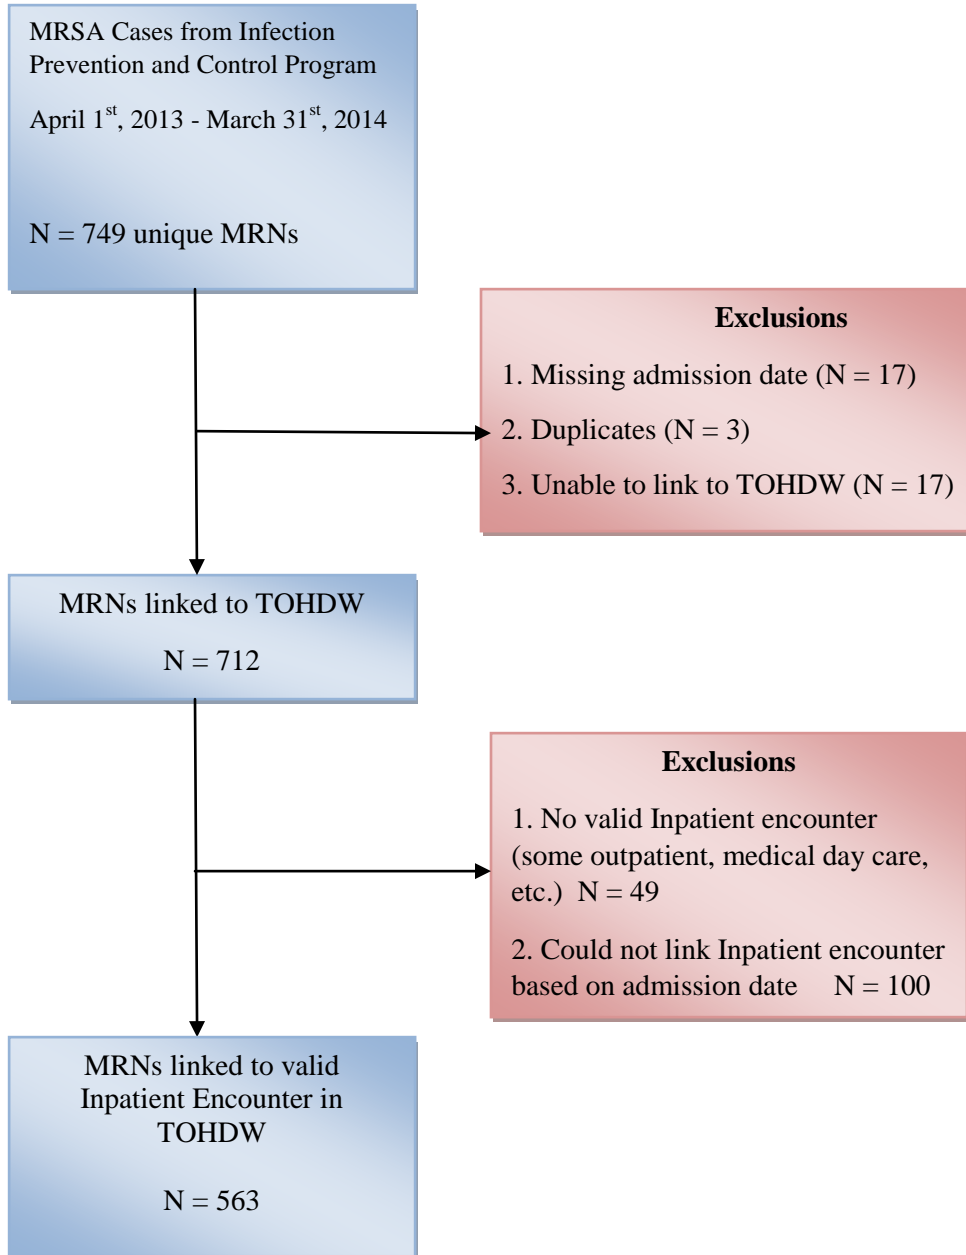 MRSA Cases from Infection
Prevention and Control Program
April 1st, 2013 - March 31st, 2014
N = 749 unique MRNs
Exclusions
1. Missing admission date (N = 17)
2. Duplicates (N = 3)
3. Unable to link to TOHDW (N = 17)
MRNs linked to TOHDW
N = 712
Exclusions
1. No valid Inpatient encounter
(some outpatient, medical day care,
etc.) N = 49
2. Could not link Inpatient encounter
based on admission date N = 100
MRNs linked to valid
Inpatient Encounter in
TOHDW
N = 563